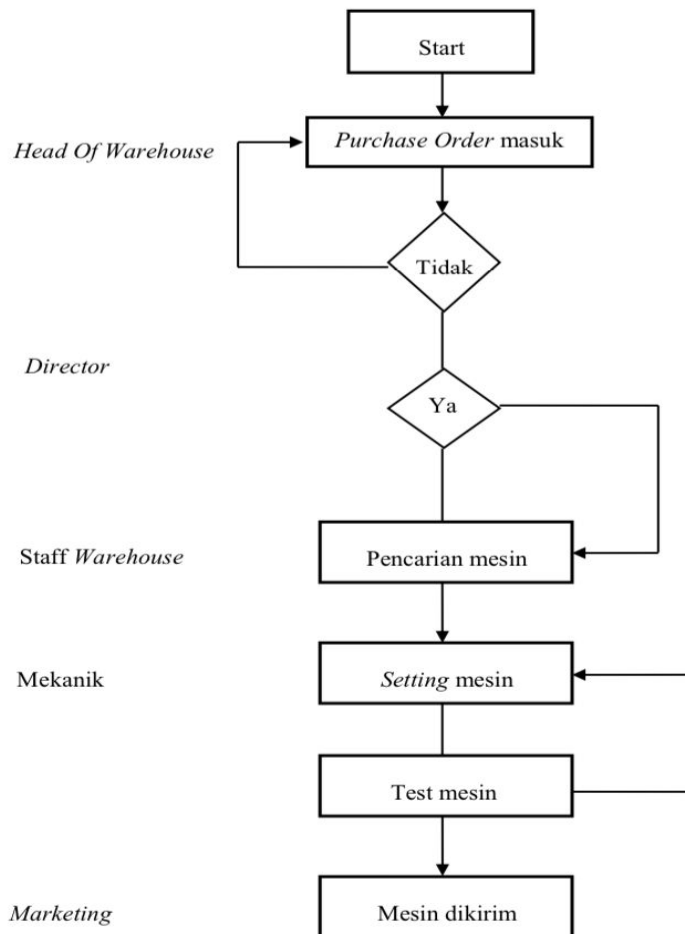 Start
Head Of Warehouse
Purchase Order masuk
Tidak
Director
Ya
Staff Warehouse
Pencarian mesin
Mekanik
Setting mesin
Test mesin
Marketing
Mesin dikirim